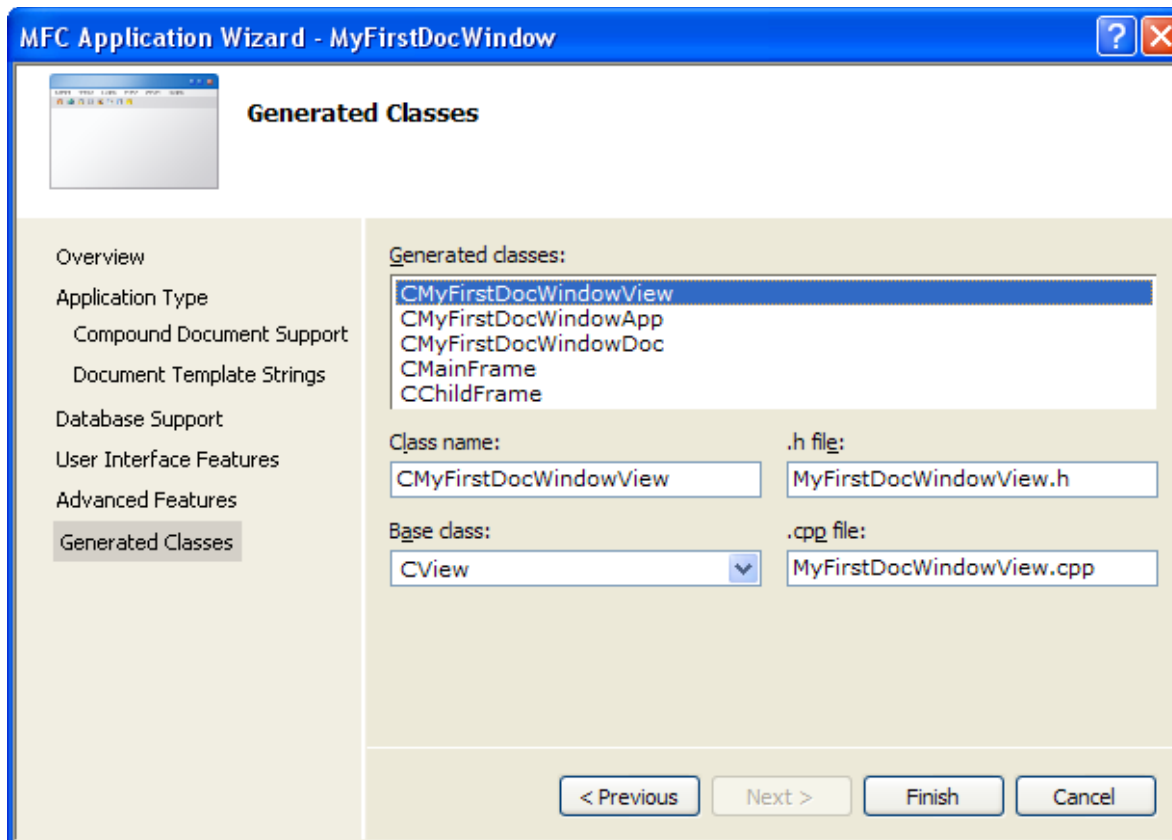 MFC Application Wizard - MyFirstDocWindow
Generated Classes
Overview
Application Type
Compound Document Support
Document Template Strings
Database Support
User Interface Features
Advanced Features
Generated Classes
Generated classes:
CMyFirstDocWindowView
CMyFirstDocWindowApp
CMyFirstDocWindowDoc
CMainFrame
CChildFrame
Class name:
CMyFirstDocWindowView
.h file:
MyFirstDocWindowView.h
Base class:
CView
.cpp file:
MyFirstDocWindowView.cpp
< Previous
Next >
Finish
Cancel